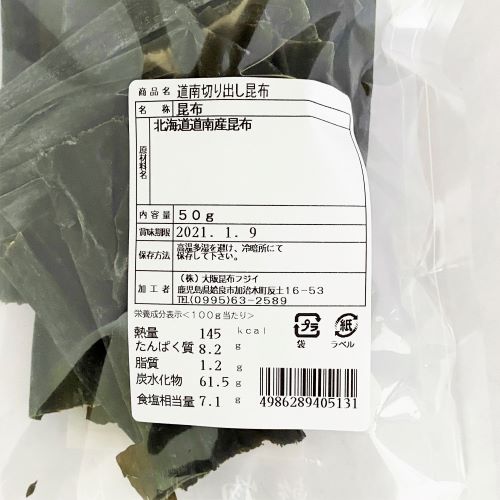 商品名 道南切り出し昆布
名称 昆布
原材料名 北海道道南産昆布
内容量 50g
賞味期限 2021. 1. 9
保存方法 高温多湿を避け、冷暗所にて
保存して下さい。
加工者 (株)大阪昆布フジイ
鹿児島県姶良市加治木町反土16-53
TEL(0995)63-2589
栄養成分表示<100g当たり>
熱量 145 kcal
たんぱく質 8.2 g
脂質 1.2 g
炭水化物 61.5 g
食塩相当量 7.1 g
プラ 紙
袋 ラベル
4986289405131